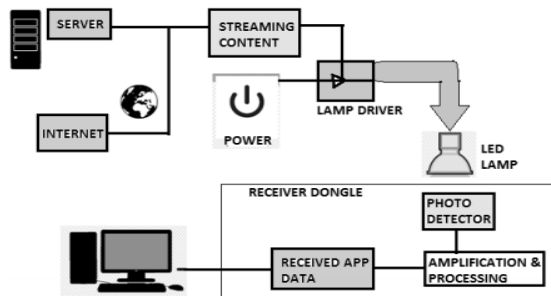 SERVER
STREAMING
CONTENT
INTERNET
POWER
LAMP DRIVER
LED
LAMP
RECEIVER DONGLE
PHOTO
DETECTOR
RECEIVED APP
DATA
AMPLIFICATION &
PROCESSING